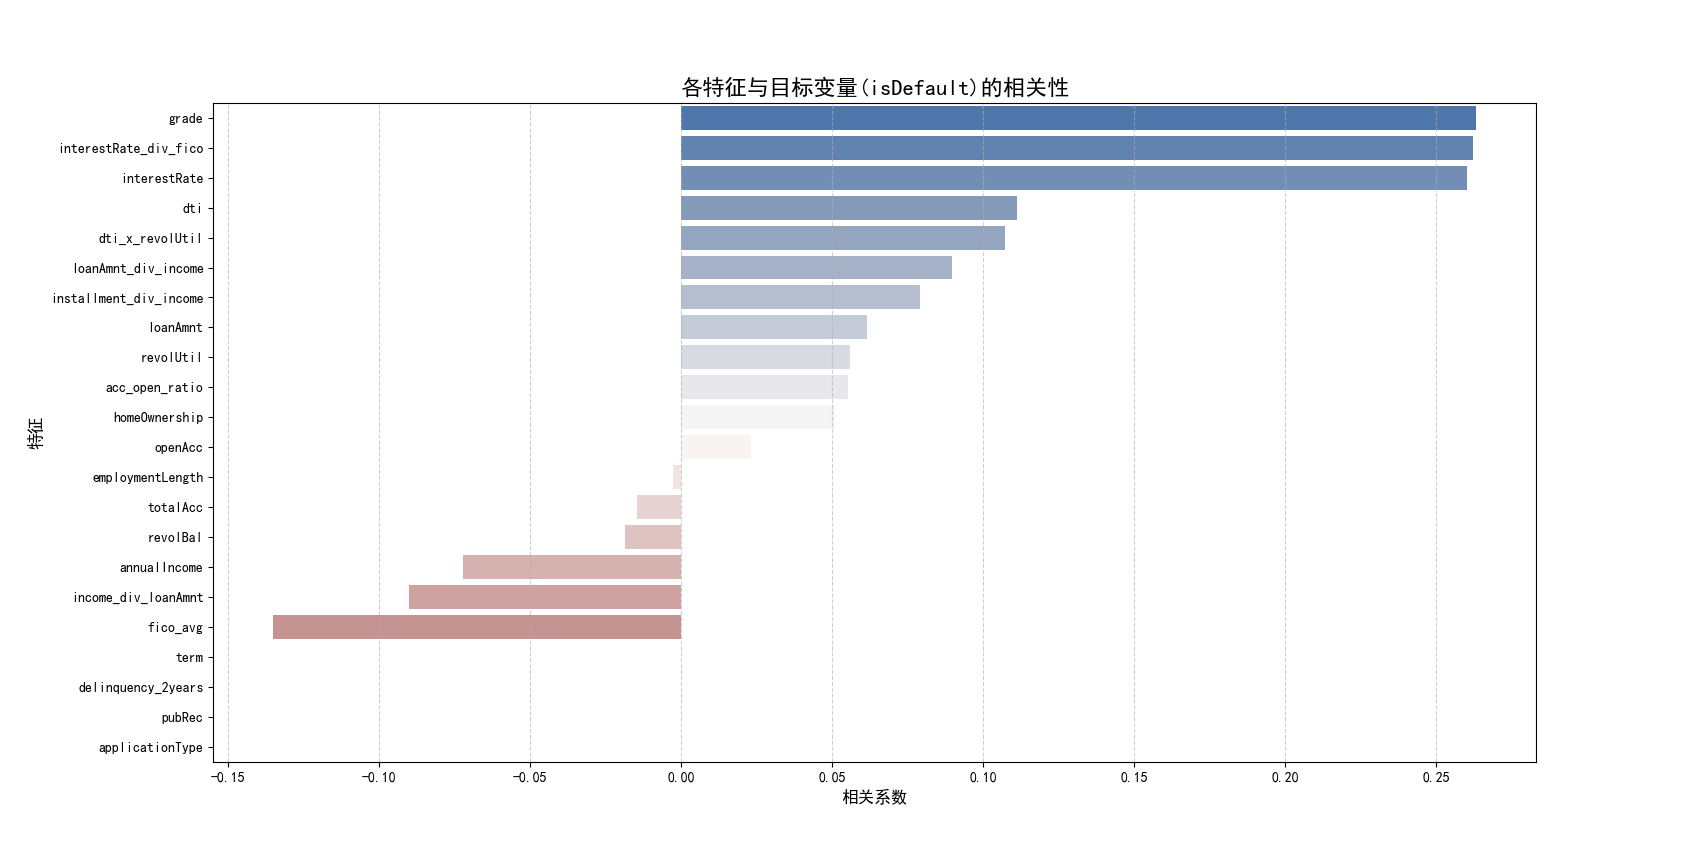 各特征与目标变量(isDefault)的相关性
特征
grade
interestRate_div_fico
interestRate
dti
dti_x_revolUtil
loanAmnt_div_income
installment_div_income
loanAmnt
revolUtil
acc_open_ratio
homeOwnership
openAcc
employmentLength
totalAcc
revolBal
annualIncome
income_div_loanAmnt
fico_avg
term
delinquency_2years
pubRec
applicationType
-0.15 -0.10 -0.05 0.00 0.05 0.10 0.15 0.20 0.25
相关系数